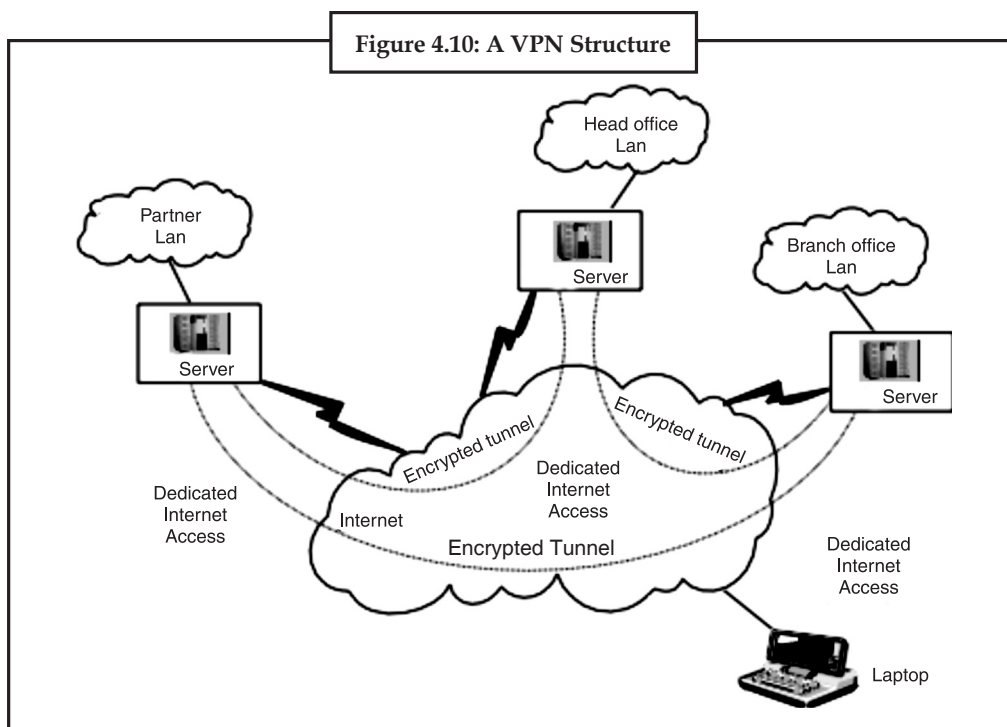 Figure 4.10: A VPN Structure
Head office
Lan
Partner
Lan
Branch office
Lan
Server
Server
Server
Encrypted tunnel
Encrypted tunnel
Dedicated
Internet
Access
Dedicated
Internet
Access
Internet
Encrypted Tunnel
Dedicated
Internet
Access
Laptop